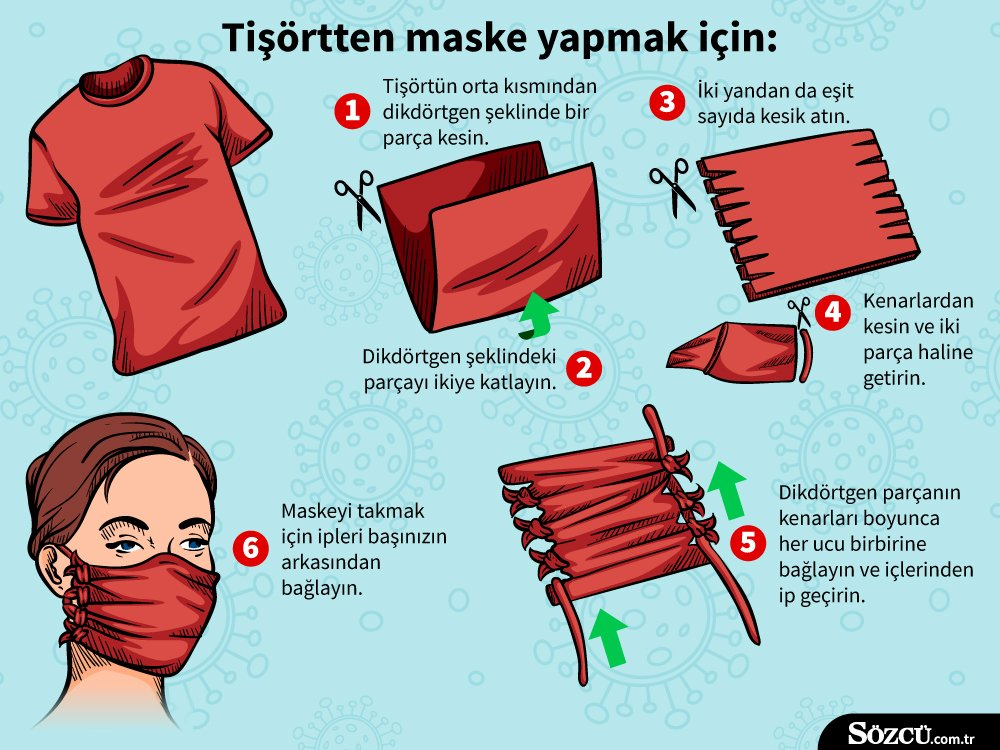 Tişörtten maske yapmak için:
1
Tişörtün orta kısmından
dikdörtgen şeklinde bir
parça kesin.
Dikdörtgen şeklindeki
parçayı ikiye katlayın.
2
3
İki yandan da eşit
sayıda kesik atın.
4
Kenarlardan
kesin ve iki
parça haline
getirin.
5
Dikdörtgen parçanın
kenarları boyunca
her ucu birbirine
bağlayın ve içlerinden
ip geçirin.
6
Maskeyi takmak
için ipleri başınızın
arkasından
bağlayın.
SÖZCÜ.com.tr